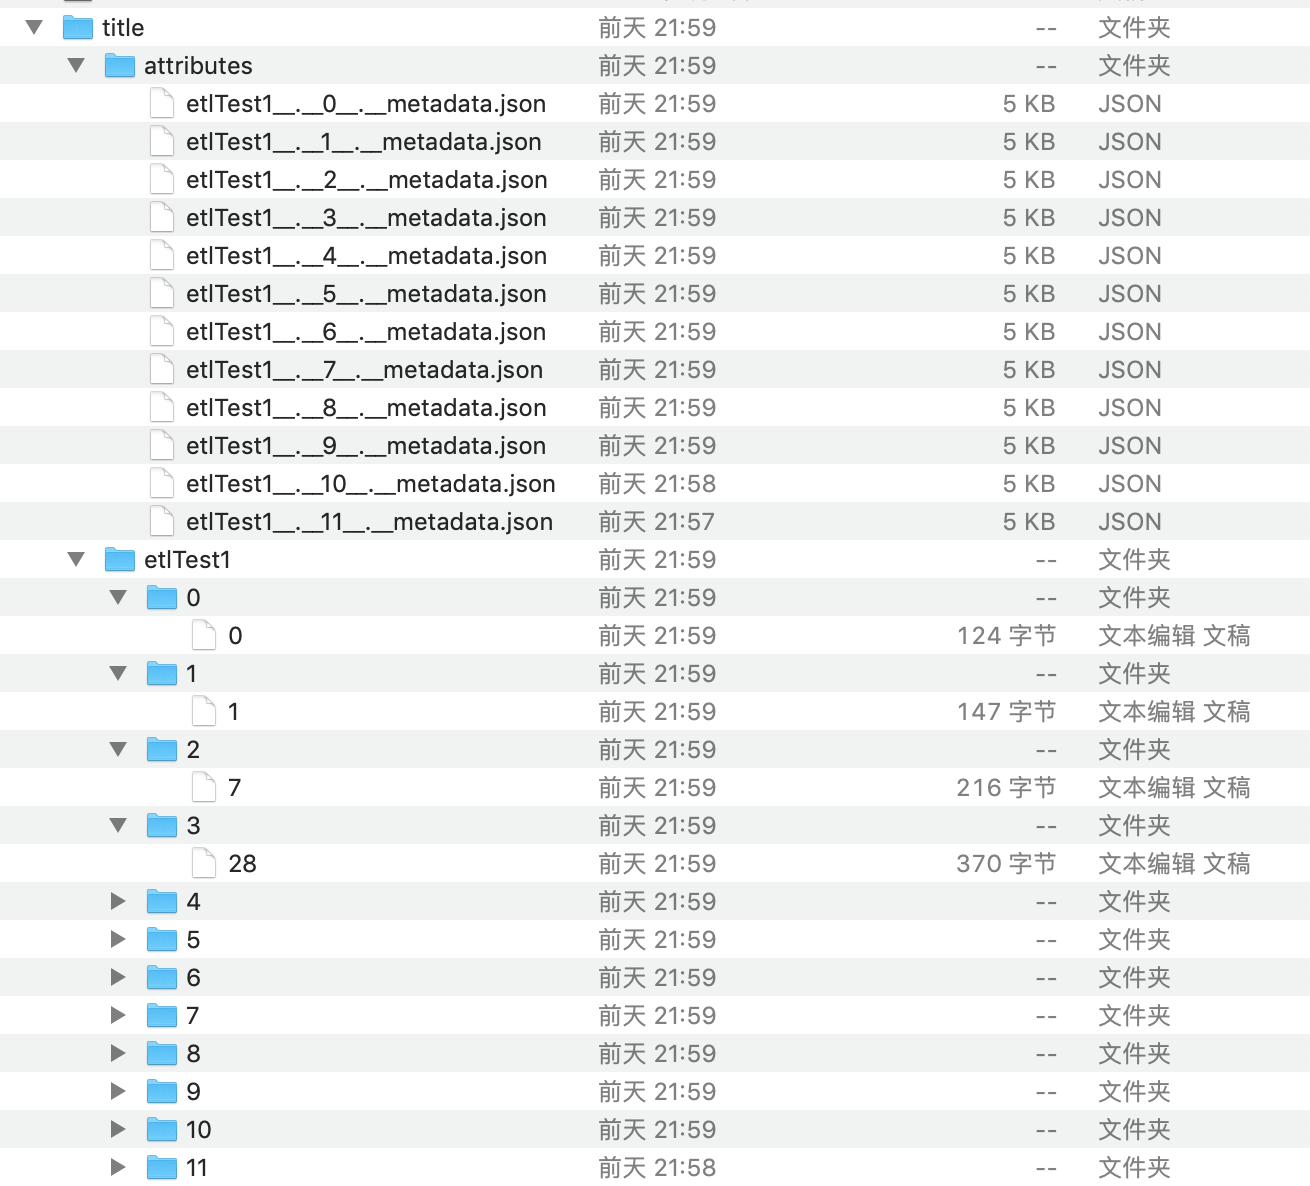 title 前天 21:59 -- 文件夹
attributes 前天 21:59 -- 文件夹
etlTest1__.__0__.__metadata.json 前天 21:59 5 KB JSON
etlTest1__.__1__.__metadata.json 前天 21:59 5 KB JSON
etlTest1__.__2__.__metadata.json 前天 21:59 5 KB JSON
etlTest1__.__3__.__metadata.json 前天 21:59 5 KB JSON
etlTest1__.__4__.__metadata.json 前天 21:59 5 KB JSON
etlTest1__.__5__.__metadata.json 前天 21:59 5 KB JSON
etlTest1__.__6__.__metadata.json 前天 21:59 5 KB JSON
etlTest1__.__7__.__metadata.json 前天 21:59 5 KB JSON
etlTest1__.__8__.__metadata.json 前天 21:59 5 KB JSON
etlTest1__.__9__.__metadata.json 前天 21:59 5 KB JSON
etlTest1__.__10__.__metadata.json 前天 21:58 5 KB JSON
etlTest1__.__11__.__metadata.json 前天 21:57 5 KB JSON
etlTest1 前天 21:59 -- 文件夹
0 前天 21:59 -- 文件夹
0 前天 21:59 124 字节 文本编辑 文稿
1 前天 21:59 -- 文件夹
1 前天 21:59 147 字节 文本编辑 文稿
2 前天 21:59 -- 文件夹
7 前天 21:59 216 字节 文本编辑 文稿
3 前天 21:59 -- 文件夹
28 前天 21:59 370 字节 文本编辑 文稿
4 前天 21:59 -- 文件夹
5 前天 21:59 -- 文件夹
6 前天 21:59 -- 文件夹
7 前天 21:59 -- 文件夹
8 前天 21:59 -- 文件夹
9 前天 21:59 -- 文件夹
10 前天 21:59 -- 文件夹
11 前天 21:58 -- 文件夹